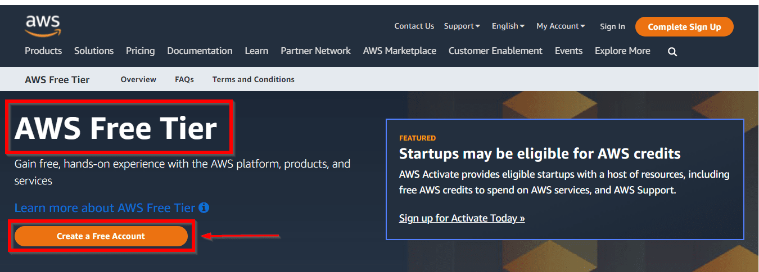 aws
Contact Us Support English My Account Sign In Complete Sign Up
Products Solutions Pricing Documentation Learn Partner Network AWS Marketplace Customer Enablement Events Explore More
AWS Free Tier Overview FAQs Terms and Conditions
AWS Free Tier
Gain free, hands-on experience with the AWS platform, products, and
services
Learn more about AWS Free Tier
Create a Free Account
FEATURED
Startups may be eligible for AWS credits
AWS Activate provides eligible startups with a host of resources, including
free AWS credits to spend on AWS services, and AWS Support.
Sign up for Activate Today »